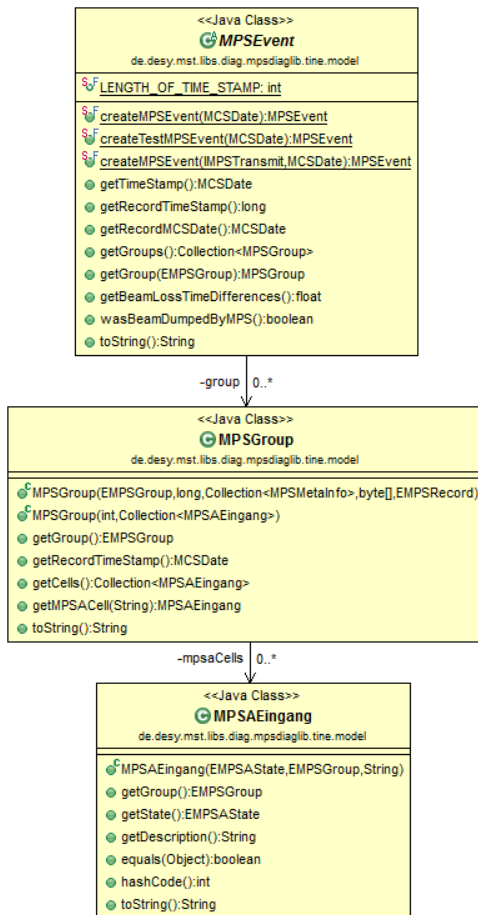 <<Java Class>>
MPSEvent
de.desy.mst.libs.diag.mpsdiaglib.tine.model
LENGTH_OF_TIME_STAMP: int
createMPSEvent(MCSDate):MPSEvent
createTestMPSEvent(MCSDate):MPSEvent
createMPSEvent(IMPSTransmit,MCSDate):MPSEvent
getTimeStamp():MCSDate
getRecordTimeStamp():long
getRecordMCSDate():MCSDate
getGroups():Collection<MPSGroup>
getGroup(EMPSGroup):MPSGroup
getBeamLossTimeDifferences():float
wasBeamDumpedByMPS():boolean
toString():String
-group 0..*
<<Java Class>>
MPSGroup
de.desy.mst.libs.diag.mpsdiaglib.tine.model
MPSGroup(EMPSGroup,long,Collection<MPSMetaInfo>,byte[],EMPSRecord)
MPSGroup(int,Collection<MPSAEingang>)
getGroup():EMPSGroup
getRecordTimeStamp():MCSDate
getCells():Collection<MPSAEingang>
getMPSACell(String):MPSAEingang
toString():String
-mpsaCells 0..*
<<Java Class>>
MPSAEingang
de.desy.mst.libs.diag.mpsdiaglib.tine.model
MPSAEingang(EMPSAState,EMPSGroup,String)
getGroup():EMPSGroup
getState():EMPSAState
getDescription():String
equals(Object):boolean
hashCode():int
toString():String